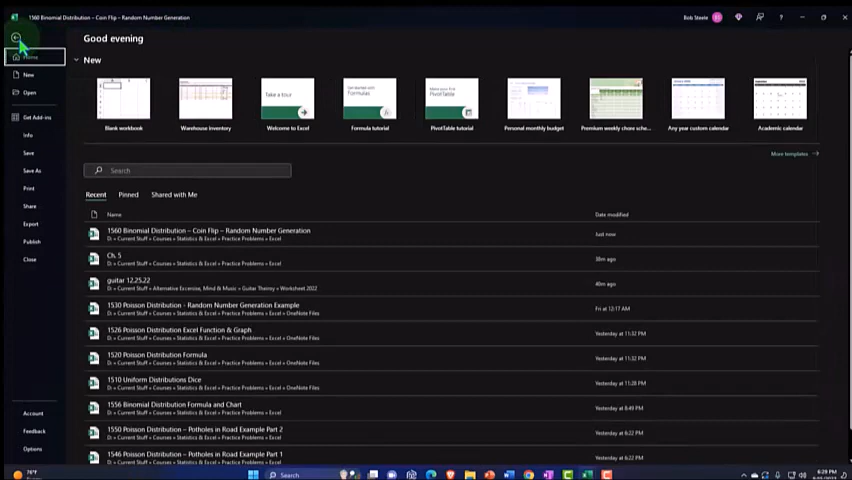 1560 Binomial Distribution – Coin Flip – Random Number Generation
Bob Steele
?
Good evening
Home
New
New
Open
Get Add-ins
Info
Save
Save As
Print
Share
Export
Publish
Close
Account
Feedback
Options
Take a tour
Blank workbook
Warehouse inventory
Welcome to Excel
Formula tutorial
PivotTable tutorial
Personal monthly budget
Premium weekly chore sche...
Any year custom calendar
Academic calendar
More templates
Search
Recent Pinned Shared with Me
Name Date modified
1560 Binomial Distribution – Coin Flip – Random Number Generation
D: » Current Stuff » Courses » Statistics & Excel » Practice Problems » Excel
Just now
Ch. 5
D: » Current Stuff » Courses » Statistics & Excel » Practice Problems » Excel
30m ago
guitar 12.25.22
40m ago
1530 Poisson Distribution - Random Number Generation Example
D: » Current Stuff » Courses » Statistics & Excel » Practice Problems » Excel » OneNote Files
Fri at 12:17 AM
1526 Poisson Distribution Excel Function & Graph
D: » Current Stuff » Courses » Statistics & Excel » Practice Problems » Excel » OneNote Files
Yesterday at 11:32 PM
1520 Poisson Distribution Formula
D: » Current Stuff » Courses » Statistics & Excel » Practice Problems » Excel » OneNote Files
Yesterday at 11:32 PM
1510 Uniform Distributions Dice
D: » Current Stuff » Courses » Statistics & Excel » Practice Problems » Excel » OneNote Files
Yesterday at 11:28 PM
1556 Binomial Distribution Formula and Chart
D: » Current Stuff » Courses » Statistics & Excel » Practice Problems » Excel
Yesterday at 8:49 PM
1550 Poisson Distribution – Potholes in Road Example Part 2
D: » Current Stuff » Courses » Statistics & Excel » Practice Problems » Excel
Yesterday at 6:22 PM
1546 Poisson Distribution – Potholes in Road Example Part 1
D: » Current Stuff » Courses » Statistics & Excel » Practice Problems » Excel
Yesterday at 6:22 PM
Search
6:29 PM